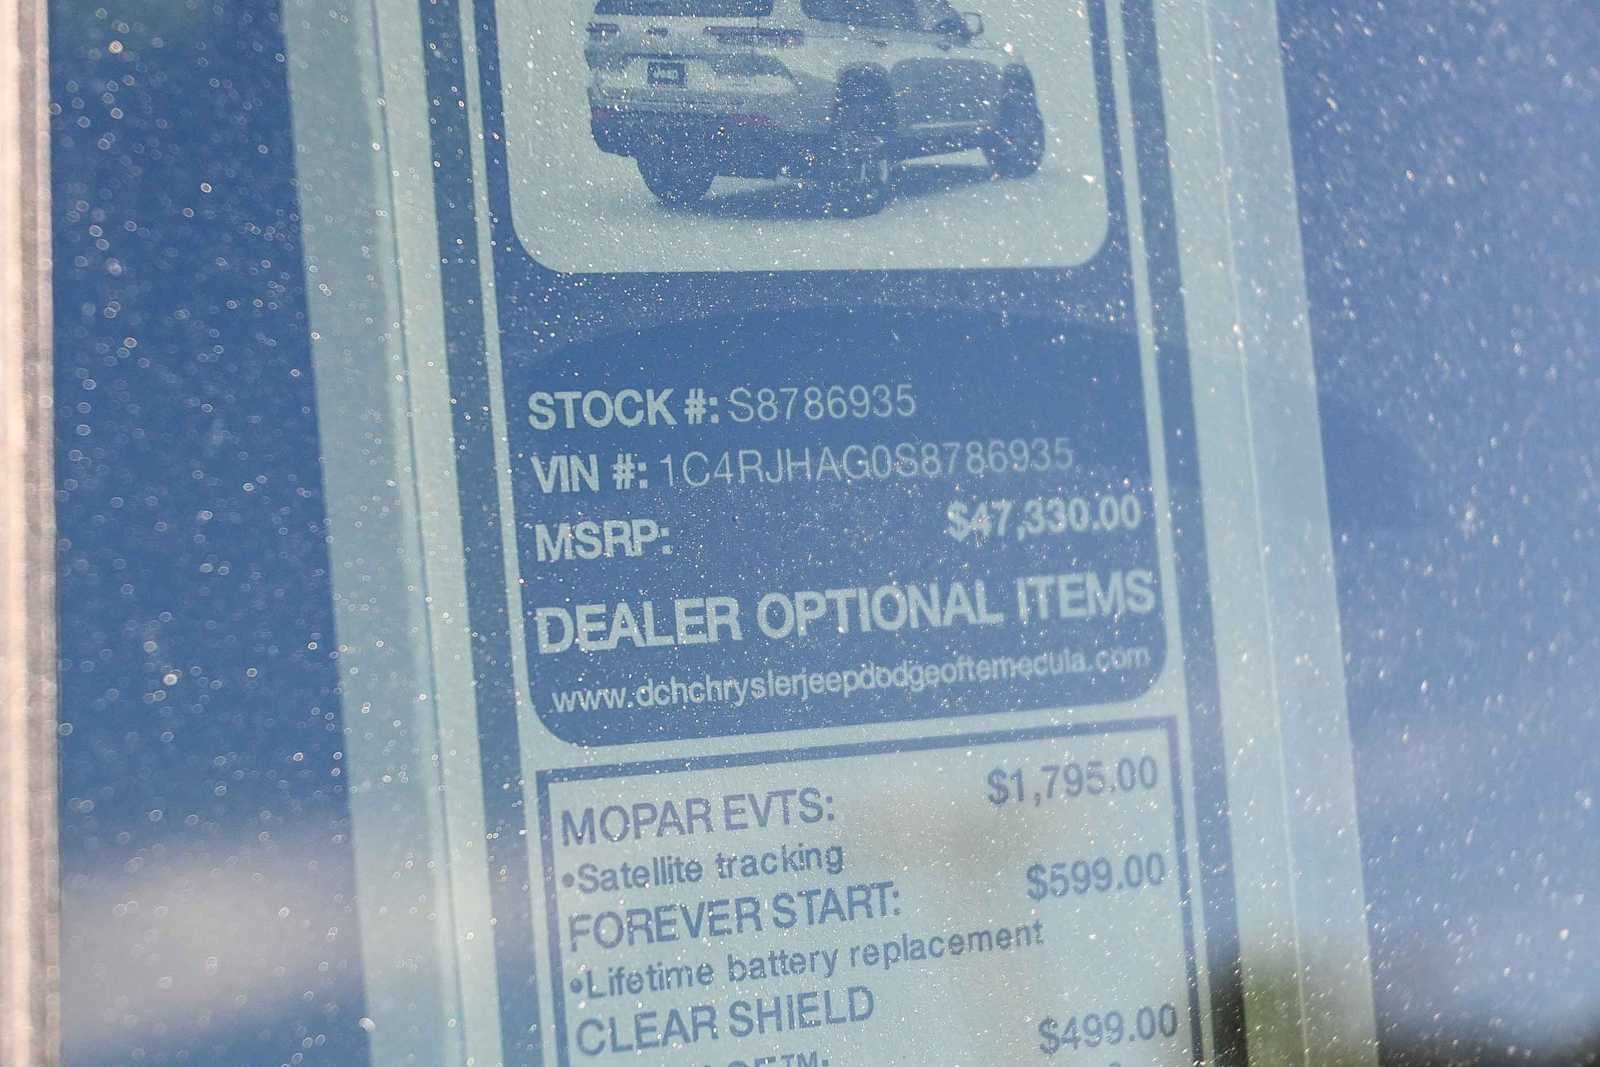 STOCK #: S8786935
VIN #: 1C4RJHAG0S8786935
MSRP: $47,330.00
DEALER OPTIONAL ITEMS
www.dchchryslerjeepdodgeoftemecula.com
MOPAR EVTS: $1,795.00
•Satellite tracking
FOREVER START: $599.00
•Lifetime battery replacement
CLEAR SHIELD $499.00